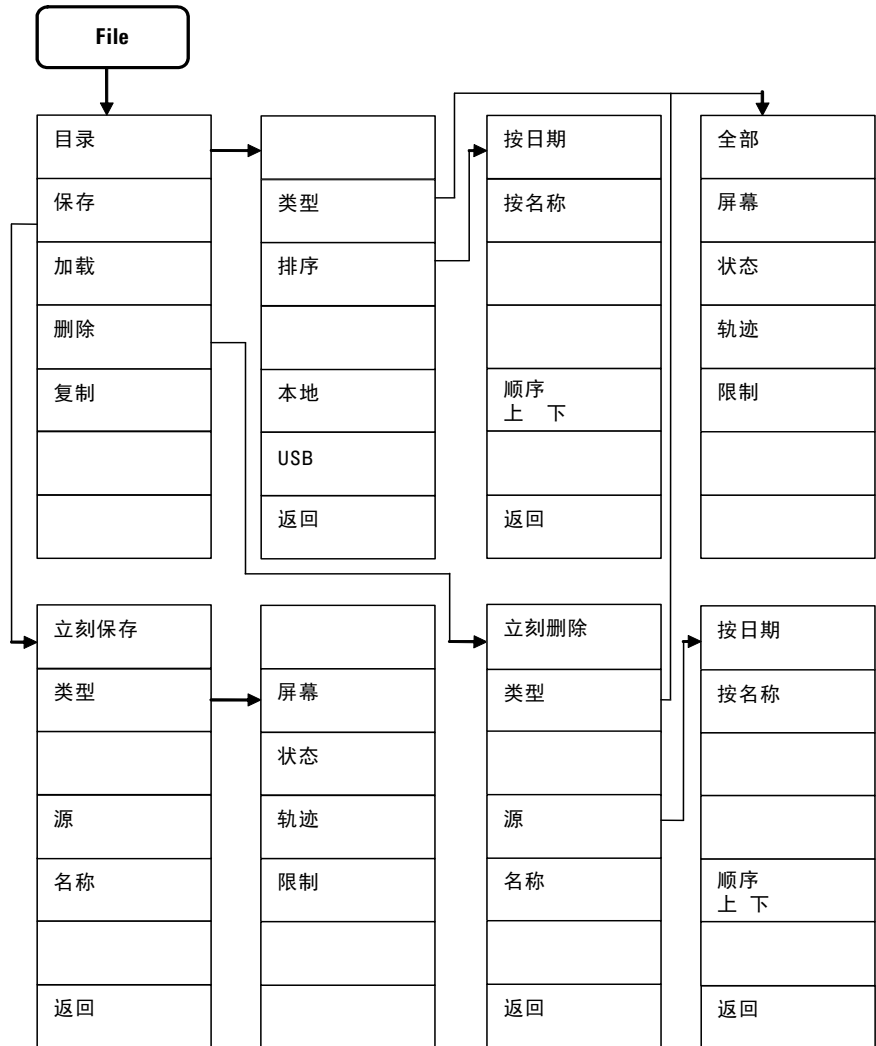 File
目录
保存
加载
删除
复制
类型
排序
本地
USB
返回
按日期
按名称
顺序
上 下
返回
全部
屏幕
状态
轨迹
限制
立刻保存
类型
源
名称
返回
屏幕
状态
轨迹
限制
立刻删除
类型
源
名称
返回
按日期
按名称
顺序
上 下
返回